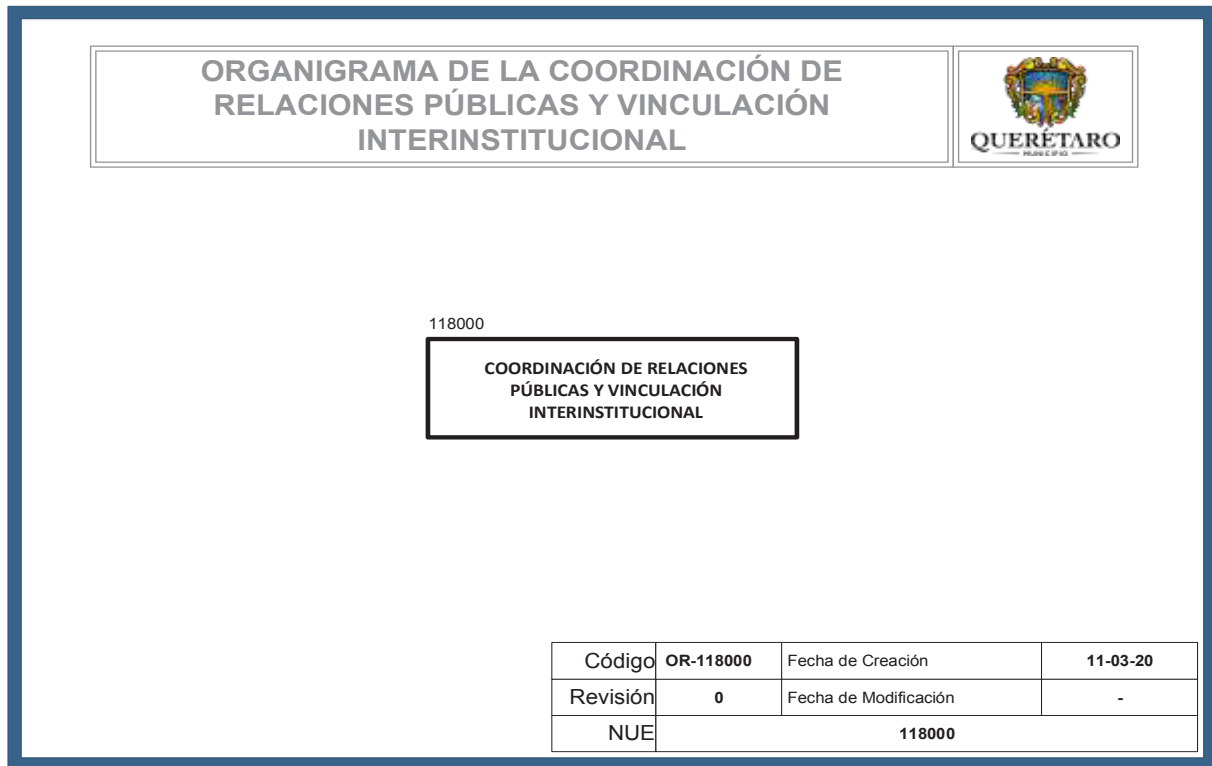 ORGANIGRAMA DE LA COORDINACIÓN DE
RELACIONES PÚBLICAS Y VINCULACIÓN
INTERINSTITUCIONAL
QUERÉTARO
MUNICIPIO
118000
COORDINACIÓN DE RELACIONES
PÚBLICAS Y VINCULACIÓN
INTERINSTITUCIONAL
Código OR-118000 Fecha de Creación 11-03-20
Revisión 0 Fecha de Modificación -
NUE 118000